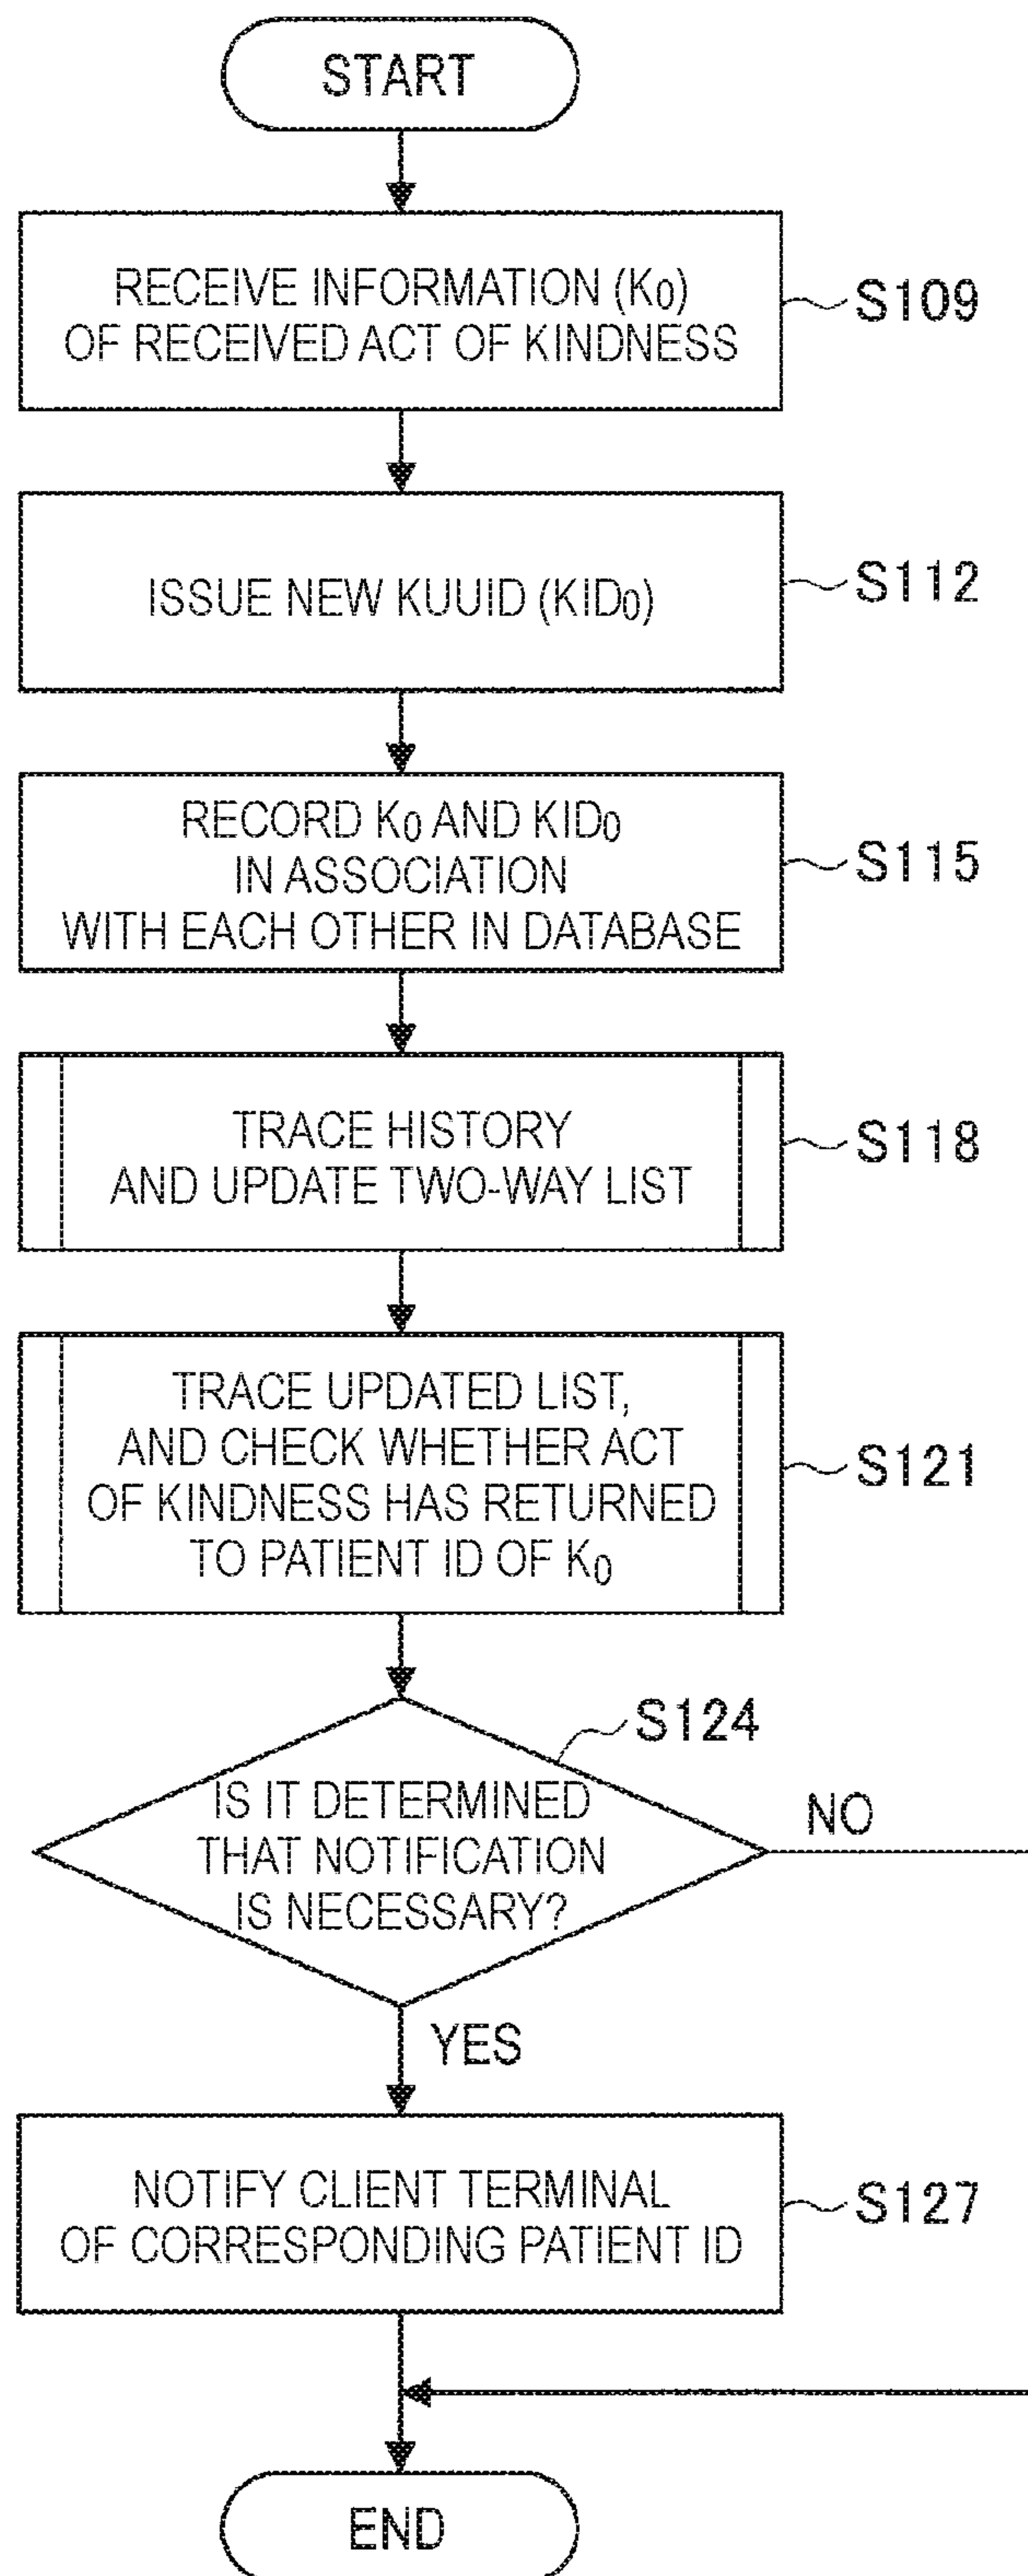 START
RECEIVE INFORMATION (K0)
OF RECEIVED ACT OF KINDNESS
S109
ISSUE NEW KUUID (KID0)
S112
RECORD K0 AND KID0
IN ASSOCIATION
WITH EACH OTHER IN DATABASE
S115
TRACE HISTORY
AND UPDATE TWO-WAY LIST
S118
TRACE UPDATED LIST,
AND CHECK WHETHER ACT
OF KINDNESS HAS RETURNED
TO PATIENT ID OF K0
S121
S124
IS IT DETERMINED
THAT NOTIFICATION
IS NECESSARY?
NO
YES
NOTIFY CLIENT TERMINAL
OF CORRESPONDING PATIENT ID
S127
END